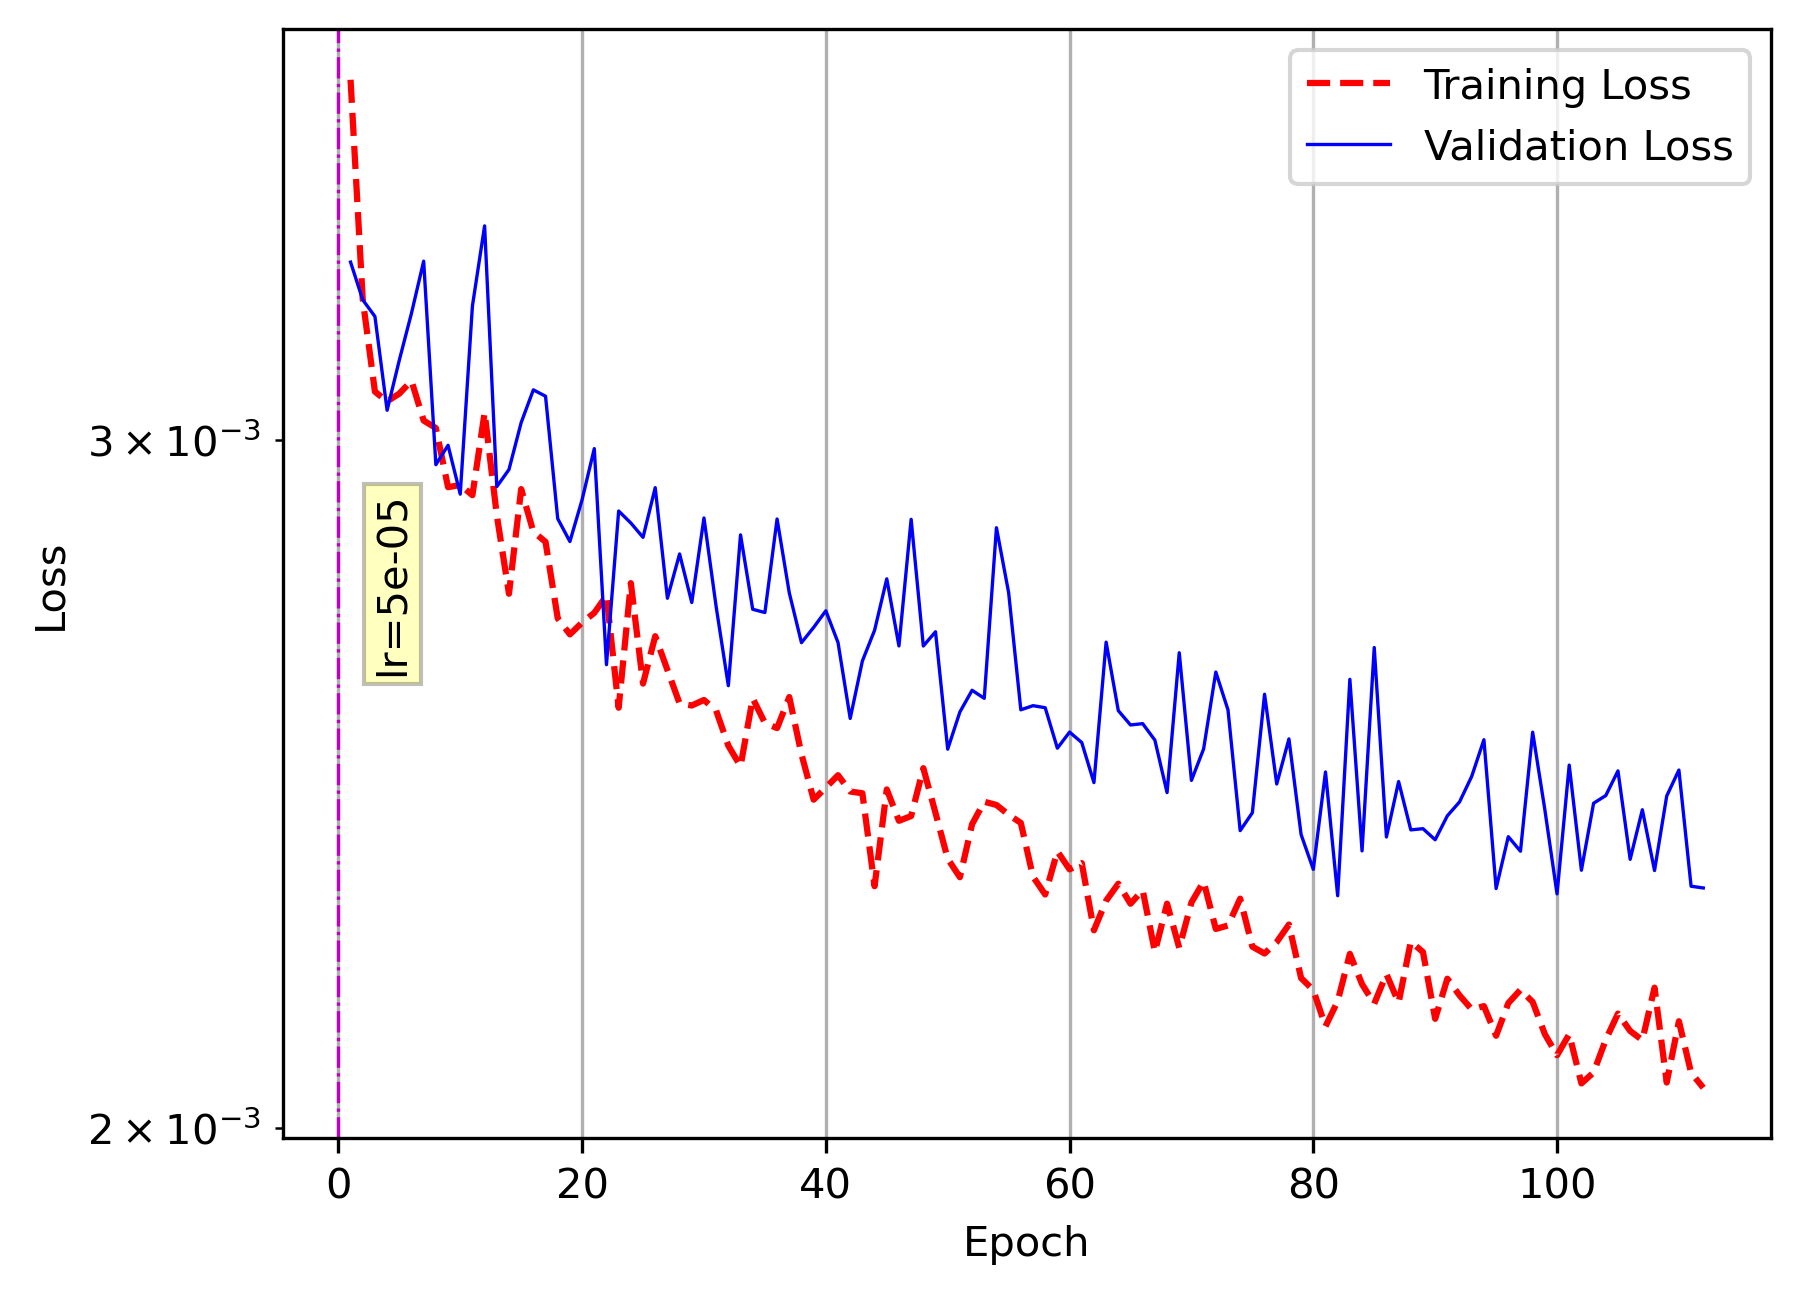 Training Loss
Validation Loss
3 × 10⁻³
lr=5e-05
Loss
2 × 10⁻³
0 20 40 60 80 100
Epoch